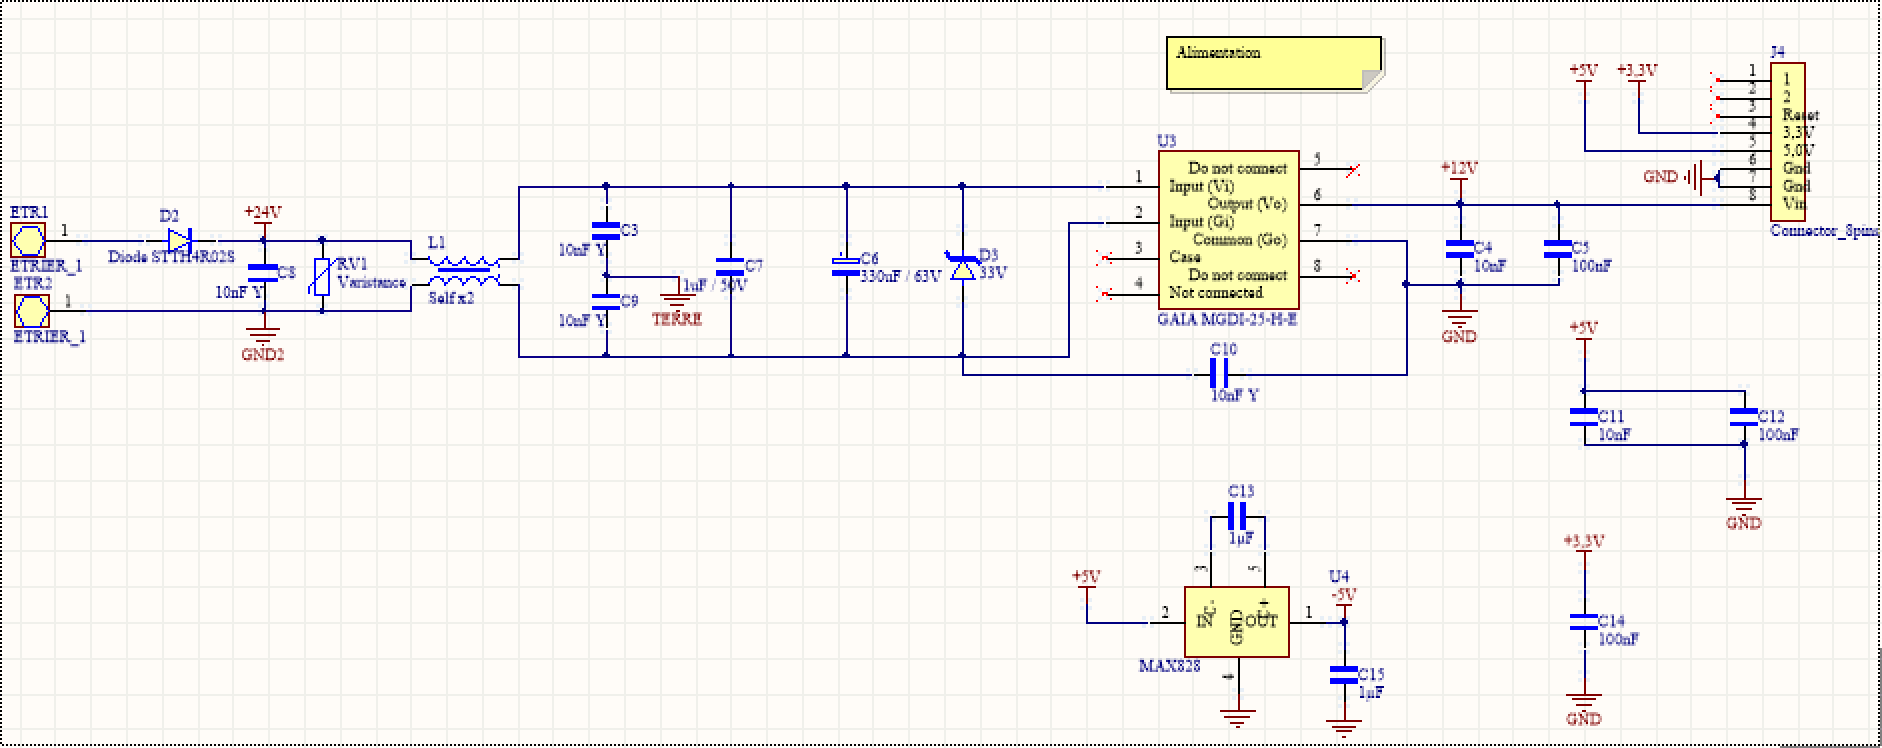 Alimentation
ETR1
1
ETRIER_1
ETR2
1
ETRIER_1
D2
Diode STTH4R02S
+24V
C8
10nF Y
GND2
RV1
Varistance
L1
Self x2
C3
10nF Y
C9
10nF Y
TERRE
C7
1uF / 50V
C6
330nF / 63V
D3
33V
U3
1
2
3
4
Do not connect
Input (Vi)
Output (Vo)
Input (Gi)
Common (Go)
Case
Do not connect
Not connected
5
6
7
8
GAIA MGDI-25-H-E
C10
10nF Y
+12V
C4
10nF
C5
100nF
GND
+5V
+3,3V
GND
J4
1
2
3
4
5
6
7
8
1
2
Reset
3,3V
5,0V
Gnd
Gnd
Vin
Connector_8pins
+5V
C11
10nF
C12
100nF
GND
C13
1µF
3
5
+5V
2
IN
C-
GND
C+
OUT
1
4
MAX828
U4
-5V
C15
1µF
+3,3V
C14
100nF
GND